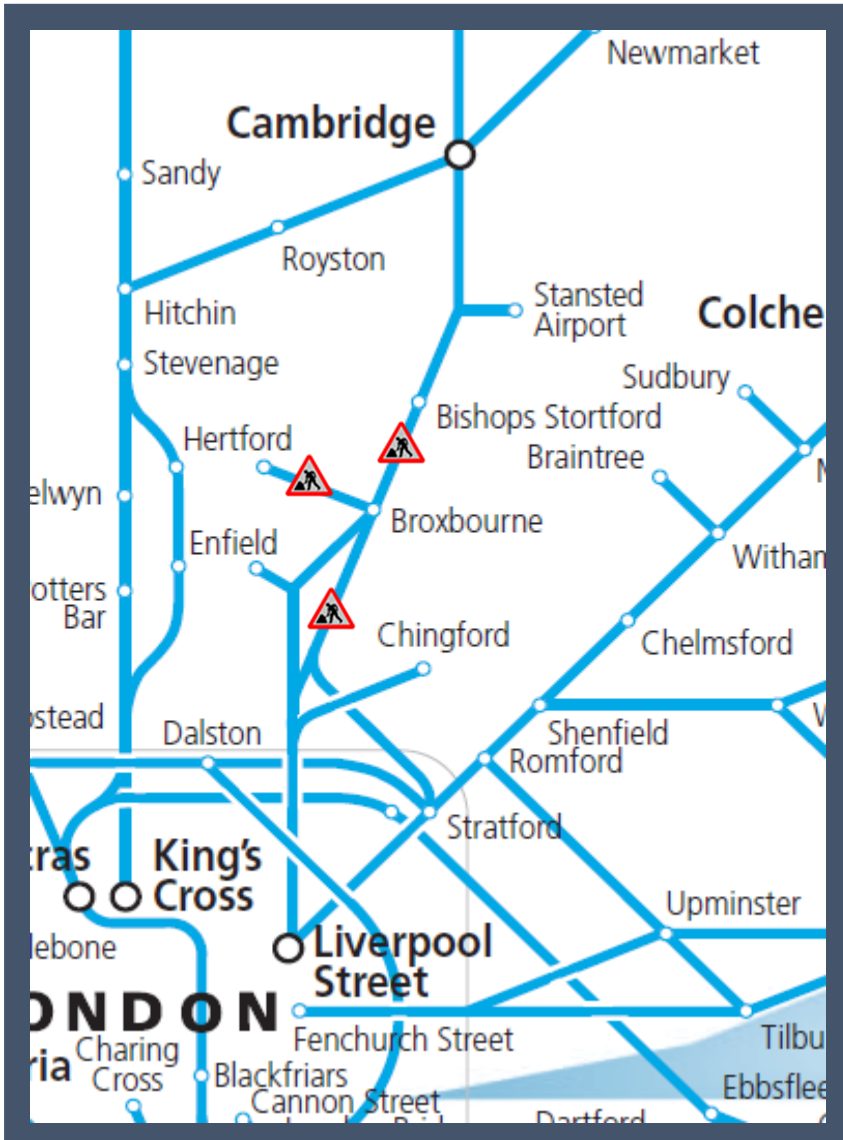 Newmarket
Cambridge
Sandy
Royston
Stansted
Airport
Hitchin
Colche
Stevenage
Sudbury
Bishops Stortford
Hertford
Braintree
elwyn
Broxbourne
Enfield
Witham
otters
Bar
Chingford
Chelmsford
ostead
Dalston
Shenfield
Romford
Stratford
cras
King's
Cross
Upminster
lebone
Liverpool
Street
ONDON
Fenchurch Street
Tilbu
ria
Charing
Cross
Blackfriars
Ebbsflee
Cannon Street
Dartford